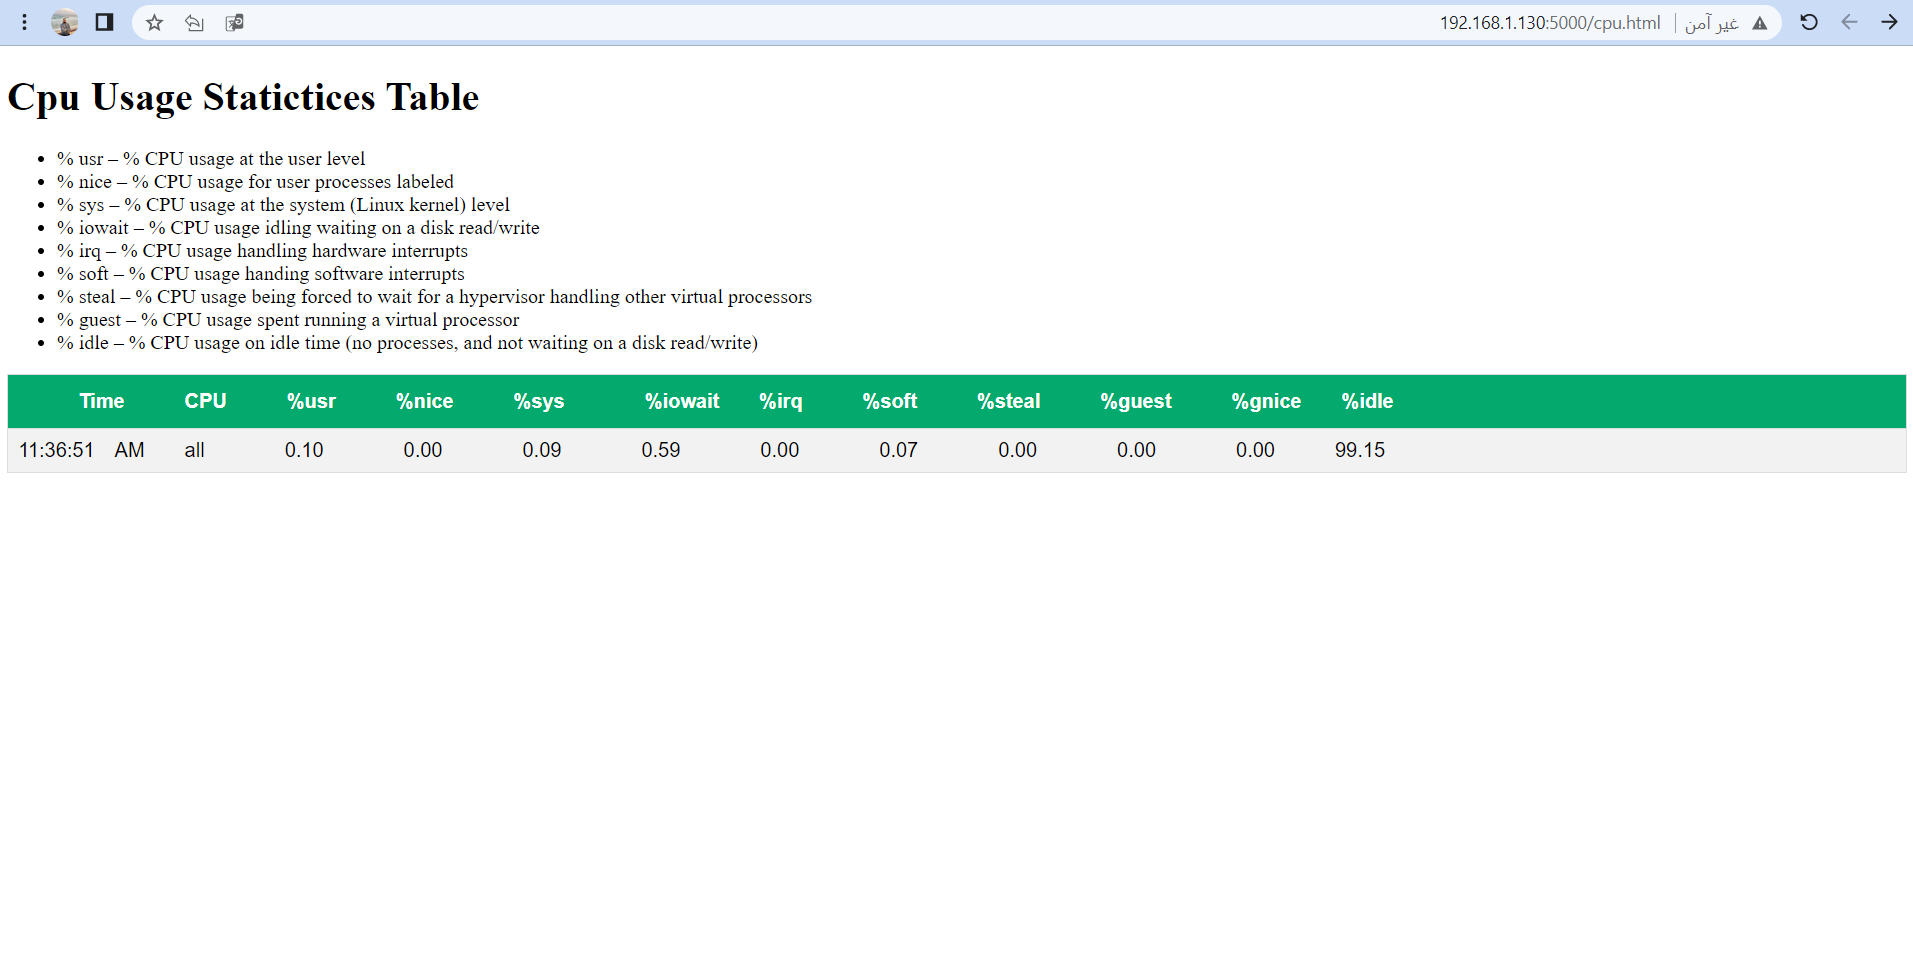 192.168.1.130:5000/cpu.html غير آمن
Cpu Usage Statictices Table
% usr – % CPU usage at the user level
% nice – % CPU usage for user processes labeled
% sys – % CPU usage at the system (Linux kernel) level
% iowait – % CPU usage idling waiting on a disk read/write
% irq – % CPU usage handling hardware interrupts
% soft – % CPU usage handing software interrupts
% steal – % CPU usage being forced to wait for a hypervisor handling other virtual processors
% guest – % CPU usage spent running a virtual processor
% idle – % CPU usage on idle time (no processes, and not waiting on a disk read/write)
Time CPU %usr %nice %sys %iowait %irq %soft %steal %guest %gnice %idle
11:36:51 AM all 0.10 0.00 0.09 0.59 0.00 0.07 0.00 0.00 0.00 99.15